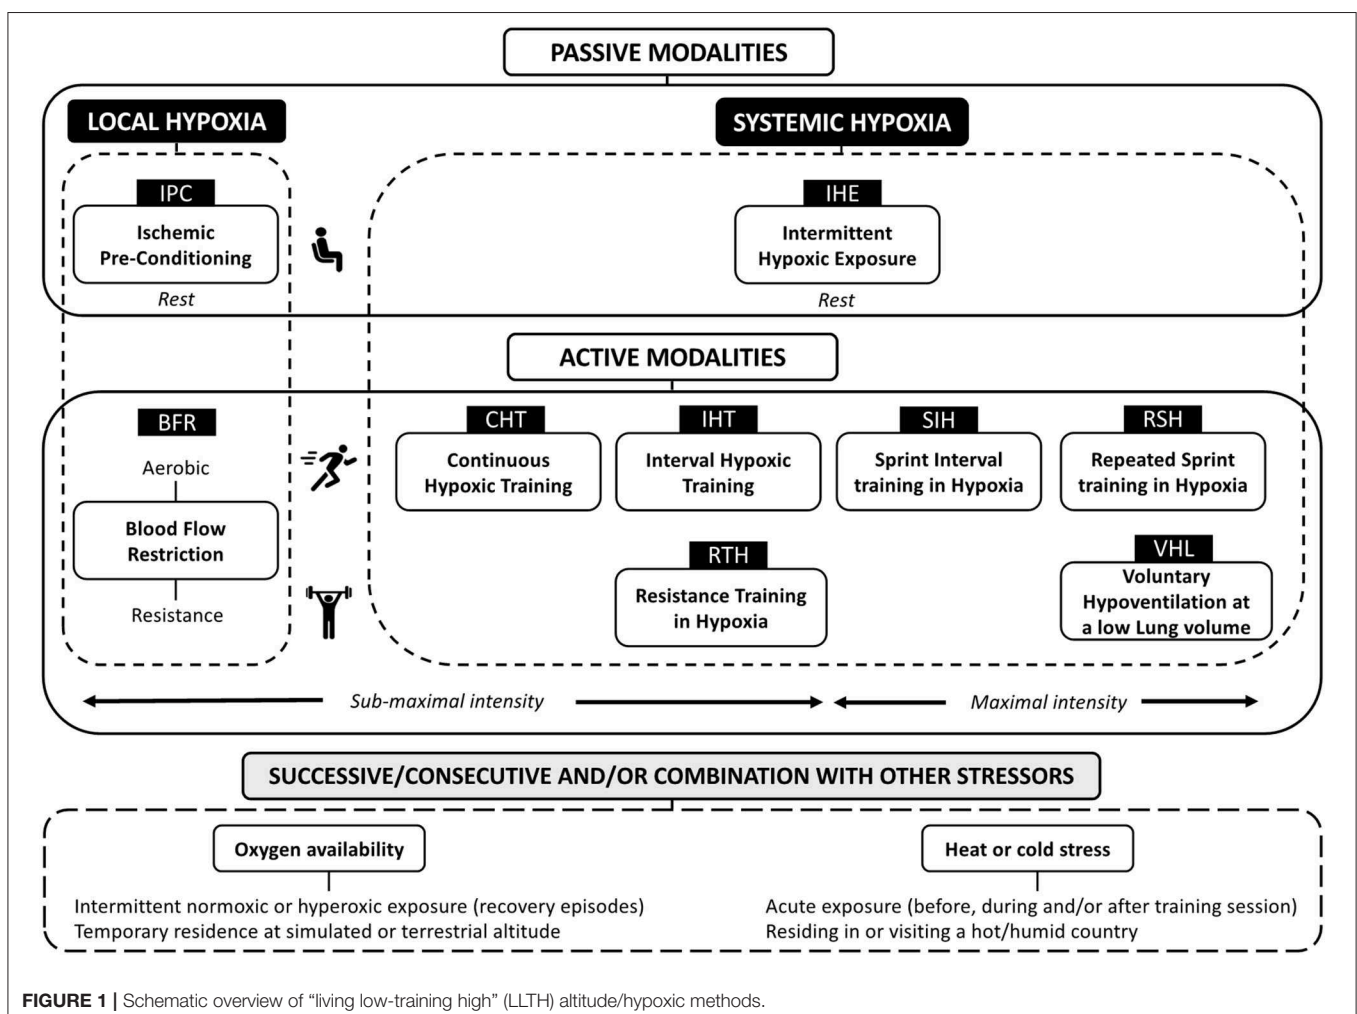 PASSIVE MODALITIES
LOCAL HYPOXIA
SYSTEMIC HYPOXIA
IPC
Ischemic
Pre-Conditioning
Rest
IHE
Intermittent
Hypoxic Exposure
Rest
ACTIVE MODALITIES
BFR
Aerobic
Blood Flow
Restriction
Resistance
CHT
Continuous
Hypoxic Training
IHT
Interval Hypoxic
Training
SIH
Sprint Interval
training in Hypoxia
RSH
Repeated Sprint
training in Hypoxia
RTH
Resistance Training
in Hypoxia
VHL
Voluntary
Hypoventilation at
a low Lung volume
Sub-maximal intensity
Maximal intensity
SUCCESSIVE/CONSECUTIVE AND/OR COMBINATION WITH OTHER STRESSORS
Oxygen availability
Intermittent normoxic or hyperoxic exposure (recovery episodes)
Temporary residence at simulated or terrestrial altitude
Heat or cold stress
Acute exposure (before, during and/or after training session)
Residing in or visiting a hot/humid country
FIGURE 1 | Schematic overview of “living low-training high” (LLTH) altitude/hypoxic methods.